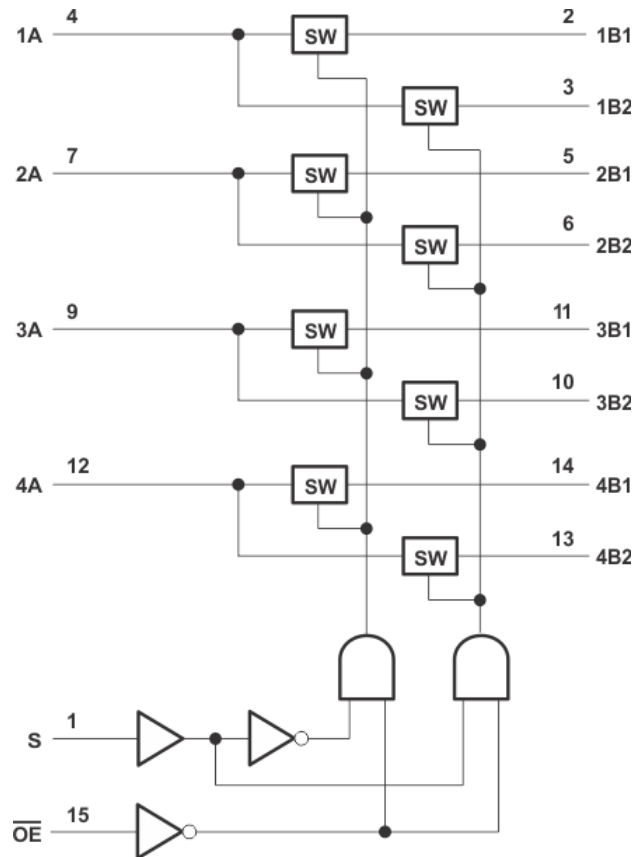 1A 4 SW 2 1B1
SW 3 1B2
2A 7 SW 5 2B1
SW 6 2B2
3A 9 SW 11 3B1
SW 10 3B2
4A 12 SW 14 4B1
SW 13 4B2
S 1
O̅E̅ 15